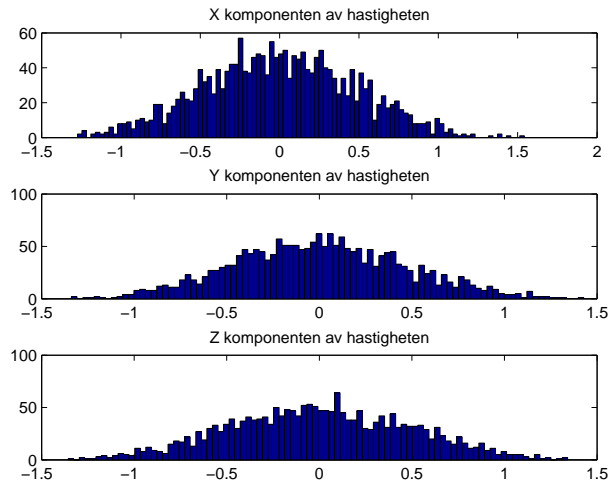 X komponenten av hastigheten
60
40
20
0
−1.5 −1 −0.5 0 0.5 1 1.5 2
Y komponenten av hastigheten
100
50
0
−1.5 −1 −0.5 0 0.5 1 1.5
Z komponenten av hastigheten
100
50
0
−1.5 −1 −0.5 0 0.5 1 1.5